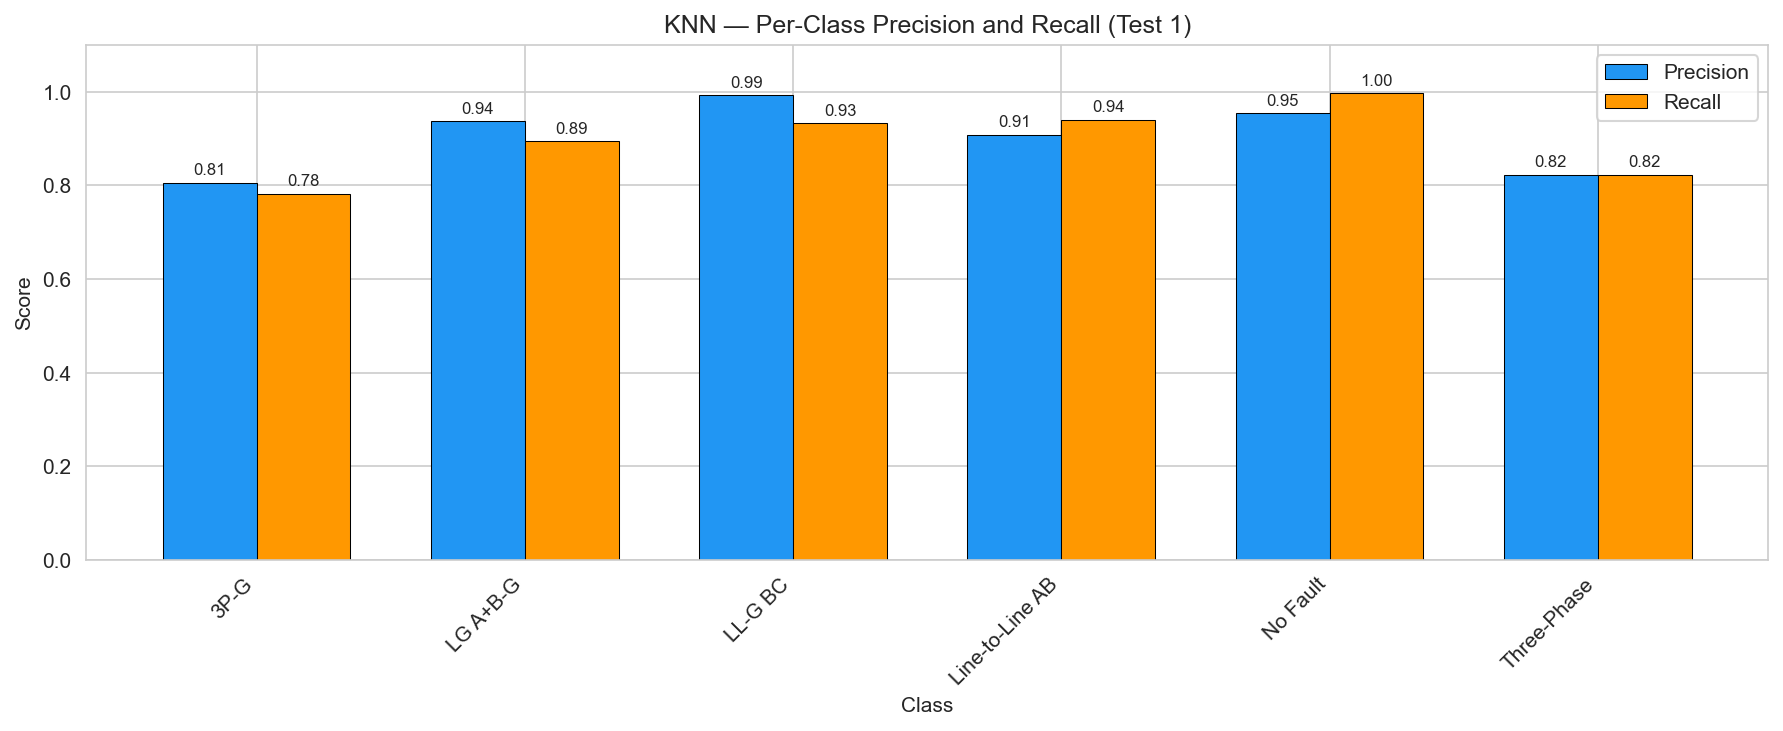 KNN — Per-Class Precision and Recall (Test 1)
Precision
Recall
Score
1.0
0.8
0.6
0.4
0.2
0.0
0.81
0.78
0.94
0.89
0.99
0.93
0.91
0.94
0.95
1.00
0.82
0.82
3P-G
LG A+B-G
LL-G BC
Line-to-Line AB
No Fault
Three-Phase
Class